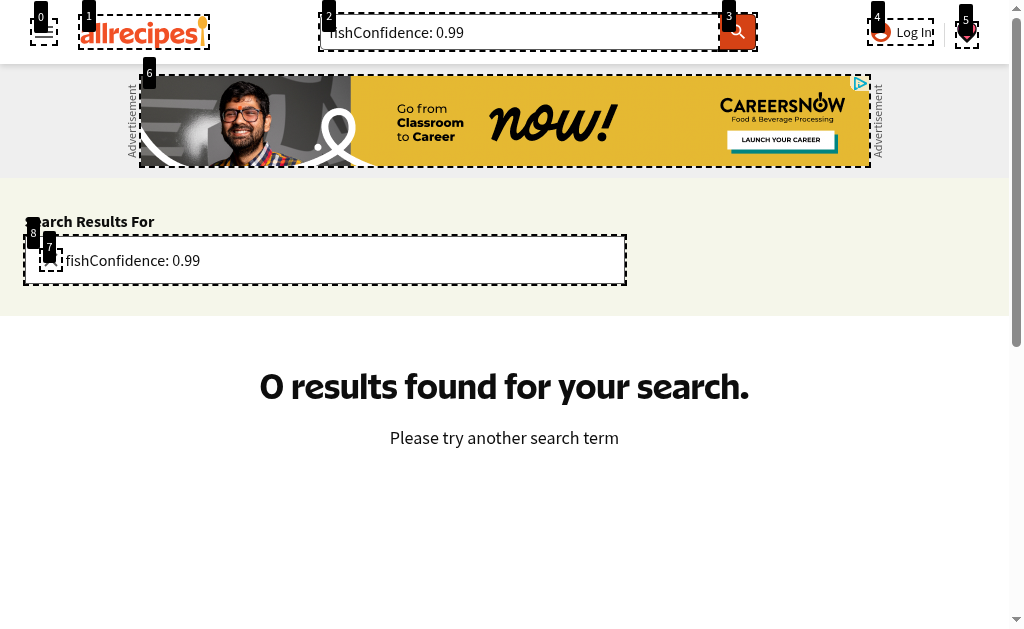 0
1
2
3
4
5
allrecipes
fishConfidence: 0.99
Log In
6
Advertisement
Go from
Classroom
to Career
now!
CAREERSNOW
Food & Beverage Processing
LAUNCH YOUR CAREER
Advertisement
Search Results For
8
7
fishConfidence: 0.99
0 results found for your search.
Please try another search term